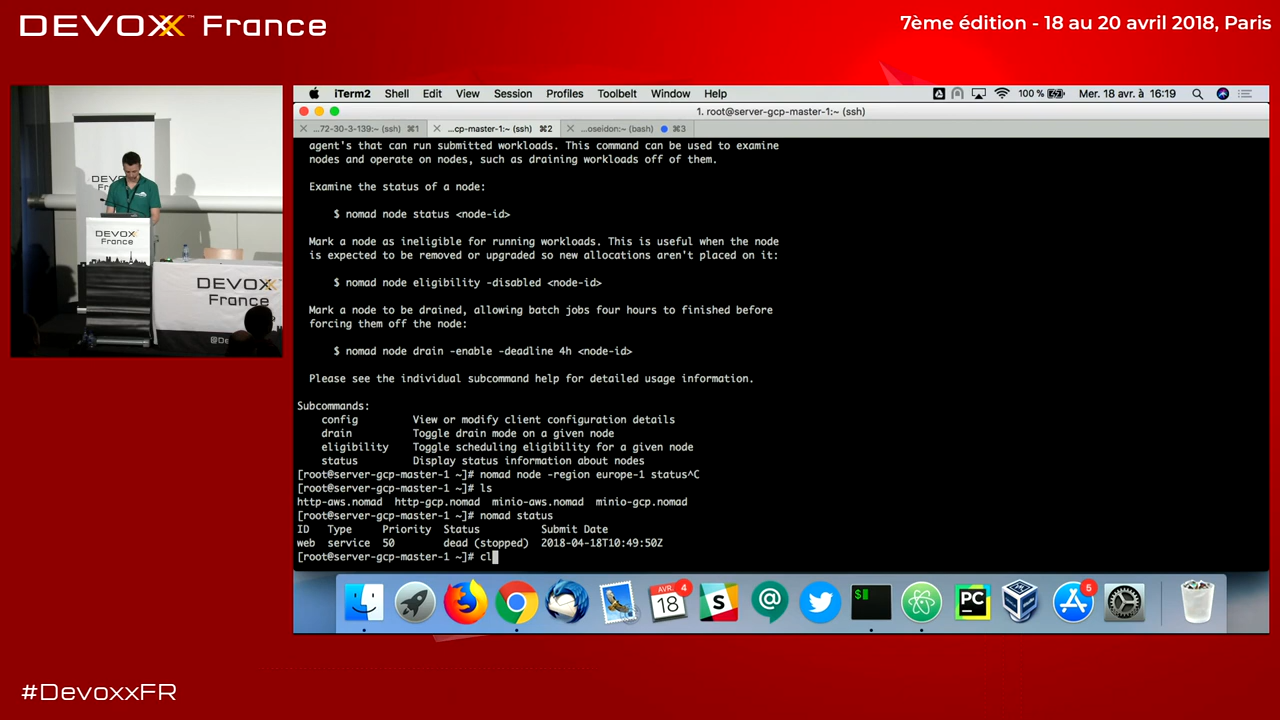 DEVOXX™ France
7ème édition - 18 au 20 avril 2018, Paris
iTerm2 Shell Edit View Session Profiles Toolbelt Window Help
100 % Mer. 18 avr. à 16:19
1. root@server-gcp-master-1:~ (ssh)
...72-30-3-139:~ (ssh) ⌘1 ...cp-master-1:~ (ssh) ⌘2 ...oseidon:~ (bash) ⌘3
agent's that can run submitted workloads. This command can be used to examine
nodes and operate on nodes, such as draining workloads off of them.
Examine the status of a node:
$ nomad node status <node-id>
Mark a node as ineligible for running workloads. This is useful when the node
is expected to be removed or upgraded so new allocations aren't placed on it:
$ nomad node eligibility -disabled <node-id>
Mark a node to be drained, allowing batch jobs four hours to finished before
forcing them off the node:
$ nomad node drain -enable -deadline 4h <node-id>
Please see the individual subcommand help for detailed usage information.
Subcommands:
config View or modify client configuration details
drain Toggle drain mode on a given node
eligibility Toggle scheduling eligibility for a given node
status Display status information about nodes
[root@server-gcp-master-1 ~]# nomad node -region europe-1 status^C
[root@server-gcp-master-1 ~]# ls
http-aws.nomad http-gcp.nomad minio-aws.nomad minio-gcp.nomad
[root@server-gcp-master-1 ~]# nomad status
ID Type Priority Status Submit Date
web service 50 dead (stopped) 2018-04-18T10:49:50Z
[root@server-gcp-master-1 ~]# cl
AVR. 4
18
S
@
$
PC
5
DEVOXX
France
DEVOX
France
@De
#DevoxxFR